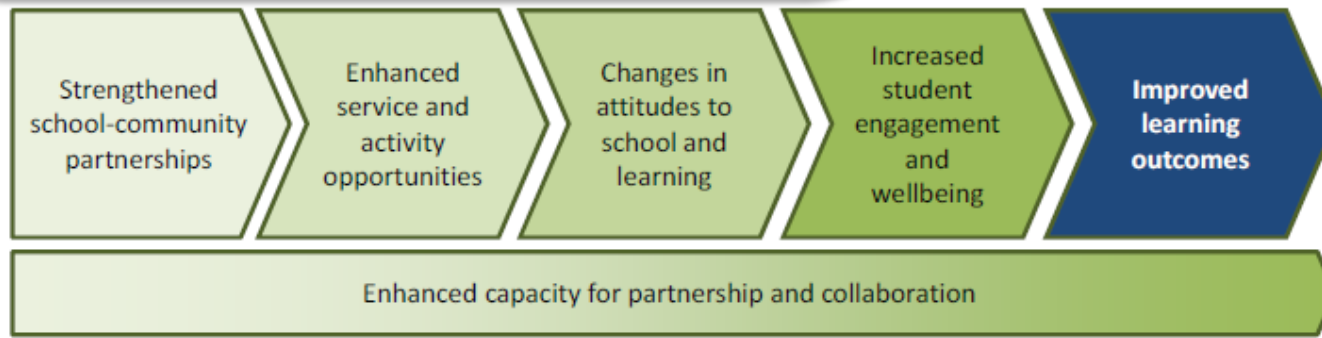 Strengthened
school-community
partnerships
Enhanced
service and
activity
opportunities
Changes in
attitudes to
school and
learning
Increased
student
engagement
and
wellbeing
Improved
learning
outcomes
Enhanced capacity for partnership and collaboration